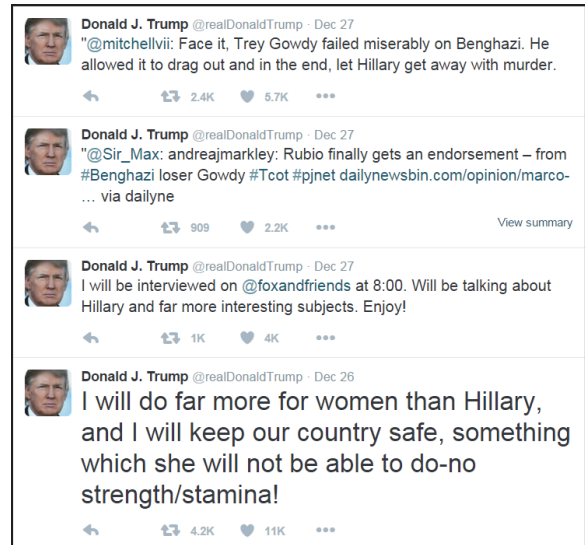 Donald J. Trump @realDonaldTrump · Dec 27
"@mitchellvii: Face it, Trey Gowdy failed miserably on Benghazi. He
allowed it to drag out and in the end, let Hillary get away with murder.
2.4K 5.7K
Donald J. Trump @realDonaldTrump · Dec 27
"@Sir_Max: andreajmarkley: Rubio finally gets an endorsement – from
#Benghazi loser Gowdy #Tcot #pjnet dailynewsbin.com/opinion/marco-
… via dailyne
909 2.2K View summary
Donald J. Trump @realDonaldTrump · Dec 27
I will be interviewed on @foxandfriends at 8:00. Will be talking about
Hillary and far more interesting subjects. Enjoy!
1K 4K
Donald J. Trump @realDonaldTrump · Dec 26
I will do far more for women than Hillary,
and I will keep our country safe, something
which she will not be able to do-no
strength/stamina!
4.2K 11K